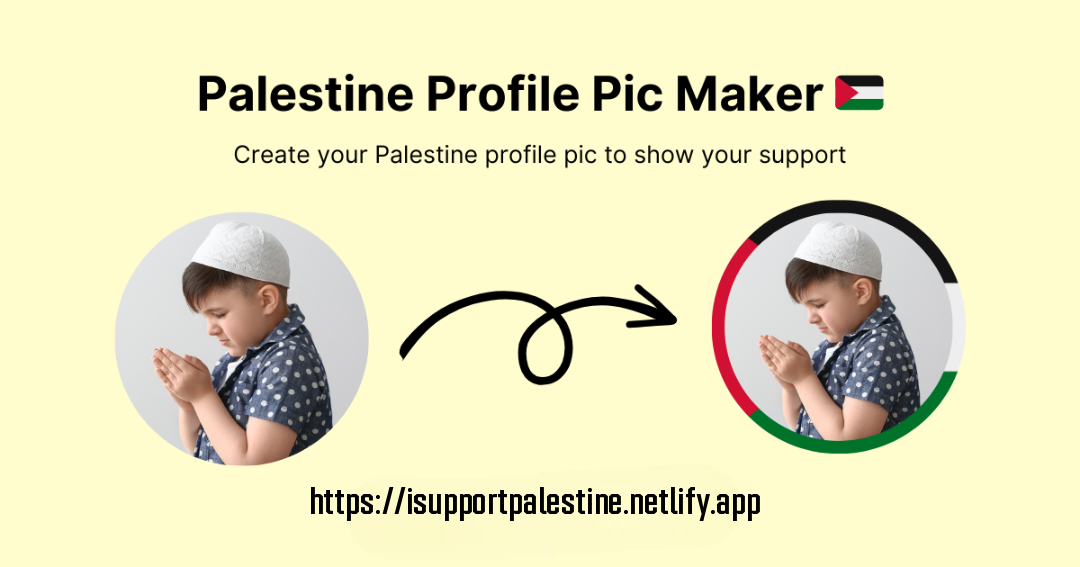 Palestine Profile Pic Maker 🇵🇸
Create your Palestine profile pic to show your support
https://isupportpalestine.netlify.app